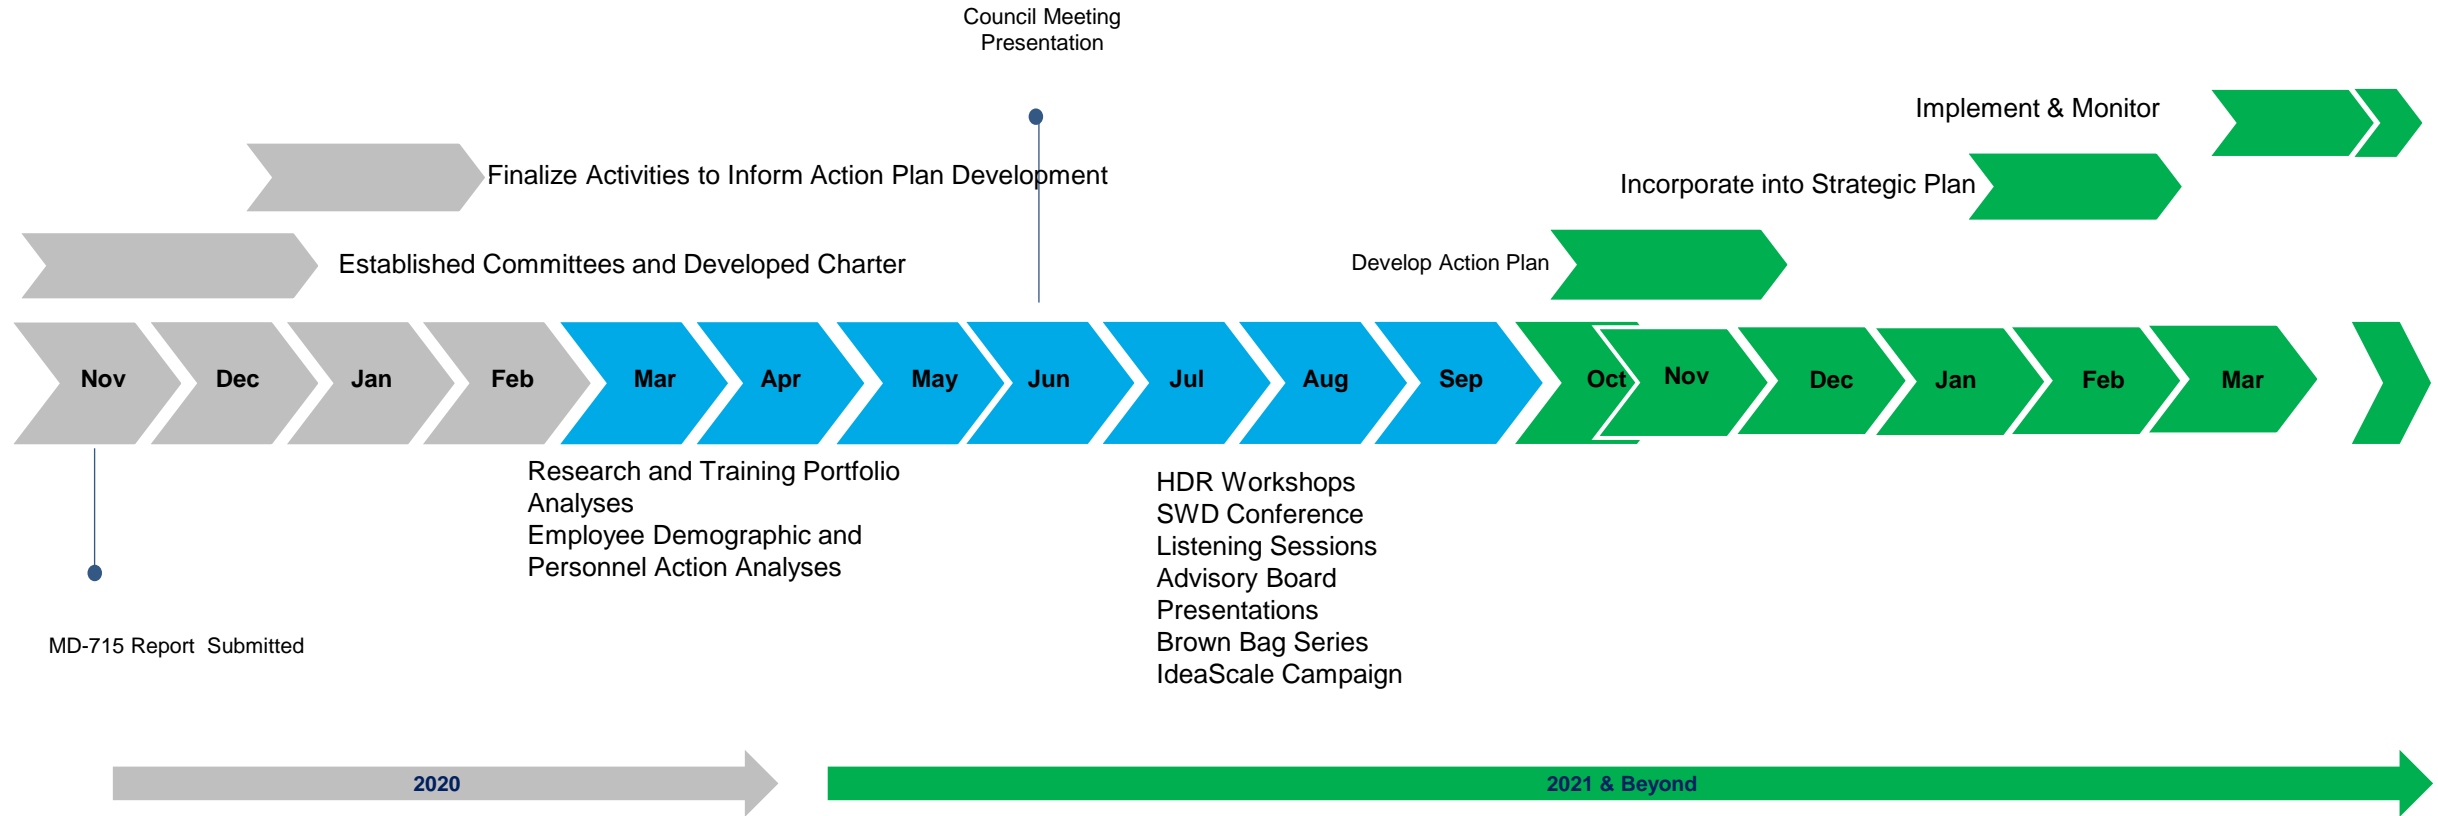 Council Meeting
Presentation
Implement & Monitor
Finalize Activities to Inform Action Plan Development
Incorporate into Strategic Plan
Established Committees and Developed Charter
Develop Action Plan
Nov Dec Jan Feb Mar Apr May Jun Jul Aug Sep Oct Nov Dec Jan Feb Mar
Research and Training Portfolio
Analyses
Employee Demographic and
Personnel Action Analyses
HDR Workshops
SWD Conference
Listening Sessions
Advisory Board
Presentations
Brown Bag Series
IdeaScale Campaign
MD-715 Report  Submitted
2020
2021 & Beyond